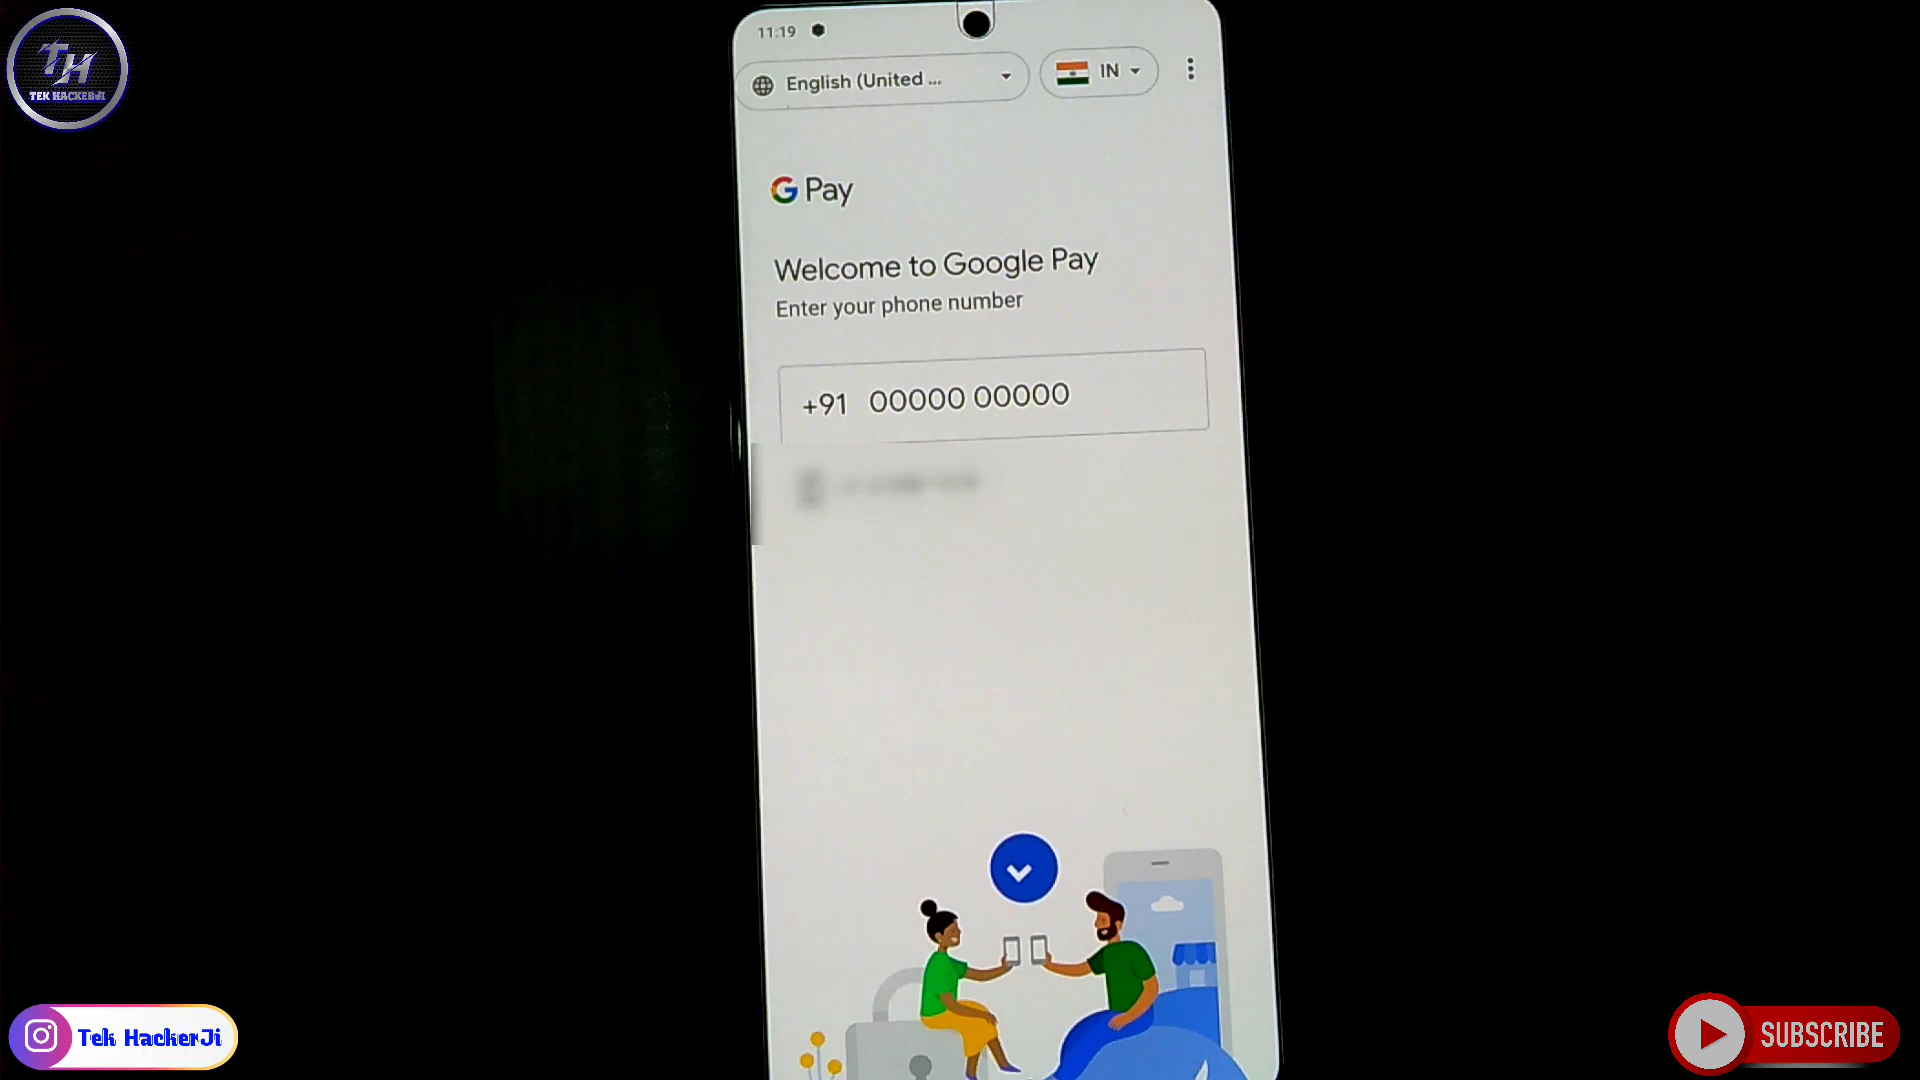 TH
TEK HACKERJI
11:19
English (United ...
IN
G Pay
Welcome to Google Pay
Enter your phone number
+91 00000 00000
Tek HackerJi
SUBSCRIBE